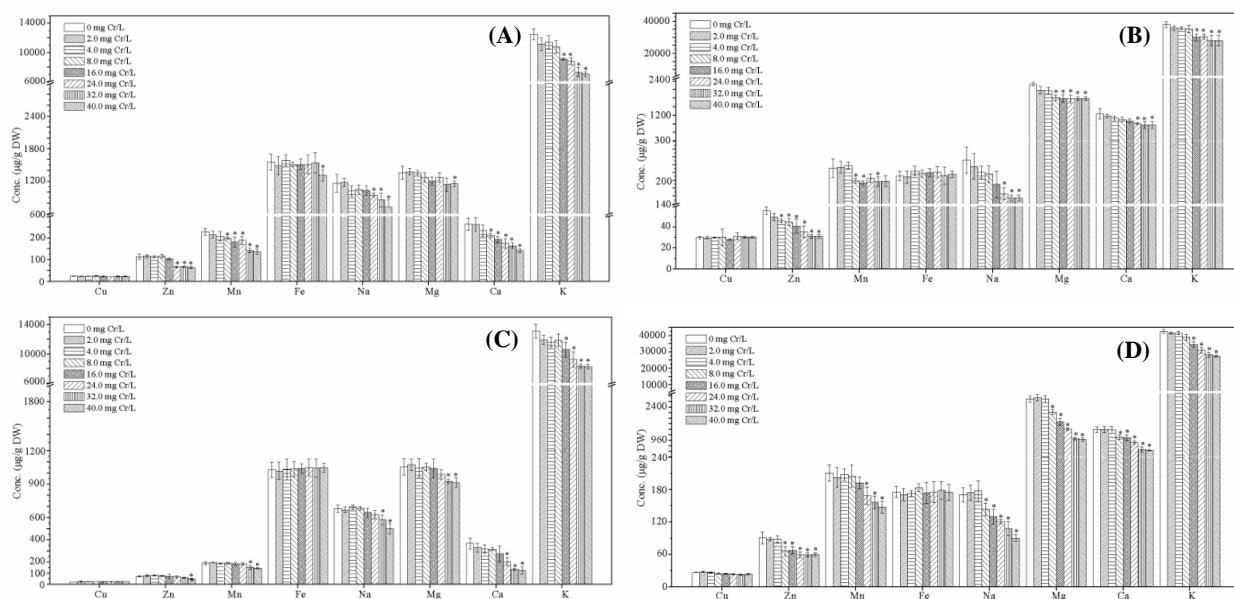 (A)
0 mg Cr/L
2.0 mg Cr/L
4.0 mg Cr/L
8.0 mg Cr/L
16.0 mg Cr/L
24.0 mg Cr/L
32.0 mg Cr/L
40.0 mg Cr/L
Conc. (μg/g DW)
12000
10000
8000
6000
2400
1800
1200
600
200
100
0
Cu Zn Mn Fe Na Mg Ca K
(B)
0 mg Cr/L
2.0 mg Cr/L
4.0 mg Cr/L
8.0 mg Cr/L
16.0 mg Cr/L
24.0 mg Cr/L
32.0 mg Cr/L
40.0 mg Cr/L
Conc. (μg/g DW)
40000
20000
2400
1200
300
200
140
40
20
0
Cu Zn Mn Fe Na Mg Ca K
(C)
0 mg Cr/L
2.0 mg Cr/L
4.0 mg Cr/L
8.0 mg Cr/L
16.0 mg Cr/L
24.0 mg Cr/L
32.0 mg Cr/L
40.0 mg Cr/L
Conc. (μg/g DW)
14000
12000
10000
8000
6000
1800
1200
900
600
400
200
100
0
Cu Zn Mn Fe Na Mg Ca K
(D)
0 mg Cr/L
2.0 mg Cr/L
4.0 mg Cr/L
8.0 mg Cr/L
16.0 mg Cr/L
24.0 mg Cr/L
32.0 mg Cr/L
40.0 mg Cr/L
Conc. (μg/g DW)
40000
30000
20000
10000
2400
960
240
180
120
60
0
Cu Zn Mn Fe Na Mg Ca K